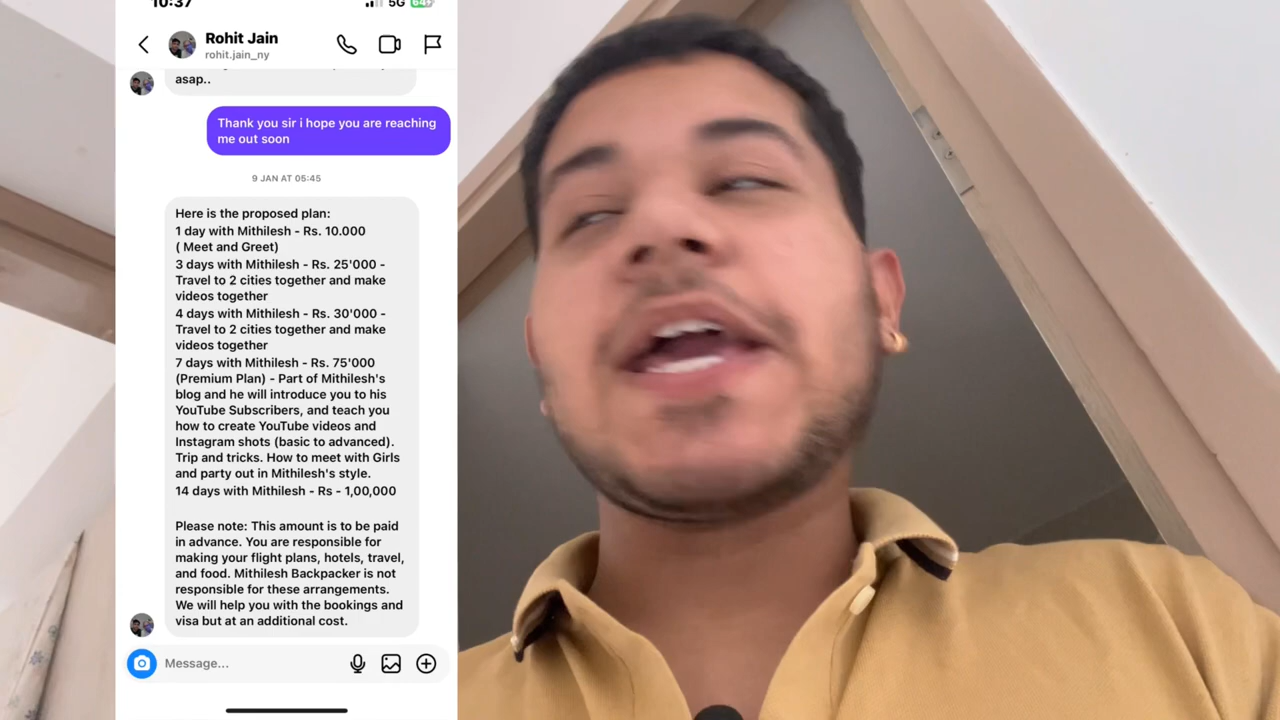 10:37
5G
64
Rohit Jain
rohit.jain_ny
asap..
Thank you sir i hope you are reaching
me out soon
9 JAN AT 05:45
Here is the proposed plan:
1 day with Mithilesh - Rs. 10.000
( Meet and Greet)
3 days with Mithilesh - Rs. 25'000 -
Travel to 2 cities together and make
videos together
4 days with Mithilesh - Rs. 30'000 -
Travel to 2 cities together and make
videos together
7 days with Mithilesh - Rs. 75'000
(Premium Plan) - Part of Mithilesh's
blog and he will introduce you to his
YouTube Subscribers, and teach you
how to create YouTube videos and
Instagram shots (basic to advanced).
Trip and tricks. How to meet with Girls
and party out in Mithilesh's style.
14 days with Mithilesh - Rs - 1,00,000
Please note: This amount is to be paid
in advance. You are responsible for
making your flight plans, hotels, travel,
and food. Mithilesh Backpacker is not
responsible for these arrangements.
We will help you with the bookings and
visa but at an additional cost.
Message...